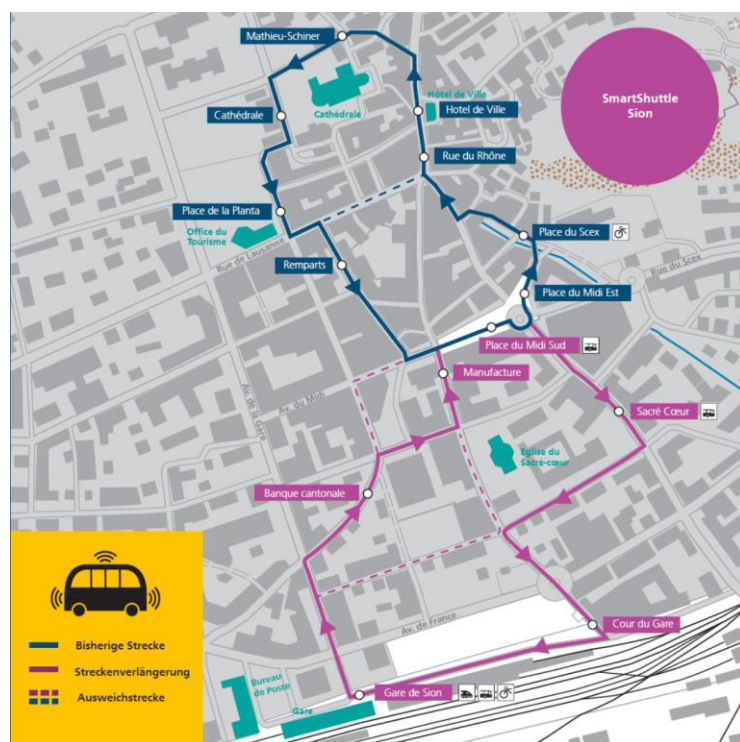 Mathieu-Schiner
SmartShuttle
Sion
Hôtel de Ville
Cathédrale
Hotel de Ville
Cathédrale
Rue du Rhône
Place de la Planta
Office du
Tourisme
Rue de Lausanne
Place du Scex
Remparts
Rue du Scex
Place du Midi Est
Place du Midi Sud
Manufacture
Av. du Midi
Av. de la Gare
Sacré Cœur
Eglise du
Sacré-cœur
Banque cantonale
Bisherige Strecke
Av. de France
Cour du Gare
Streckenverlängerung
Bureau
de Poste
Ausweichstrecke
Gare de Sion
Gare